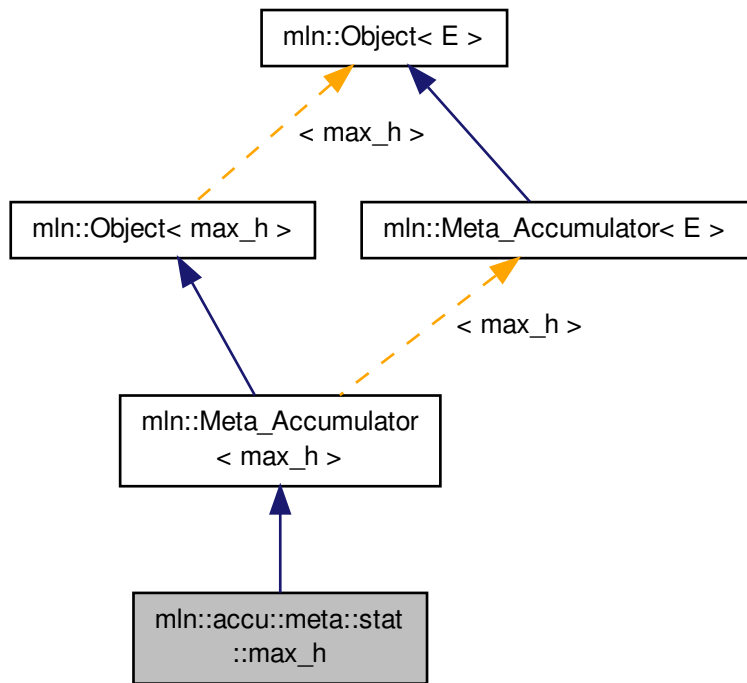 mln::Object< E >
< max_h >
mln::Object< max_h >
mln::Meta_Accumulator< E >
< max_h >
mln::Meta_Accumulator
< max_h >
mln::accu::meta::stat
::max_h